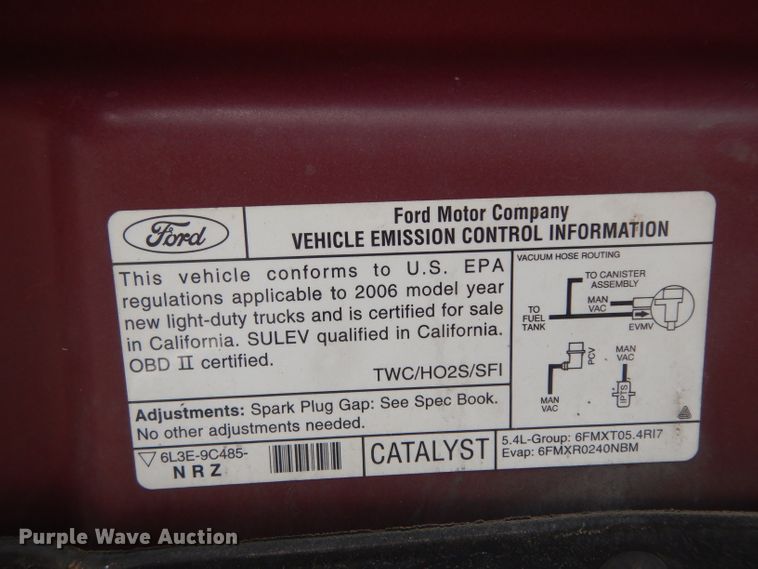 Ford
Ford Motor Company
VEHICLE EMISSION CONTROL INFORMATION
This vehicle conforms to U.S. EPA
regulations applicable to 2006 model year
new light-duty trucks and is certified for sale
in California. SULEV qualified in California.
OBD II certified.
TWC/HO2S/SFI
VACUUM HOSE ROUTING
TO CANISTER
ASSEMBLY
MAN
VAC
TO
FUEL
TANK
EVMV
PCV
MAN
VAC
MAN
VAC
IPTS
Adjustments: Spark Plug Gap: See Spec Book.
No other adjustments needed.
6L3E-9C485-
NRZ
CATALYST
5.4L-Group: 6FMXT05.4RI7
Evap: 6FMXR0240NBM
Purple Wave Auction